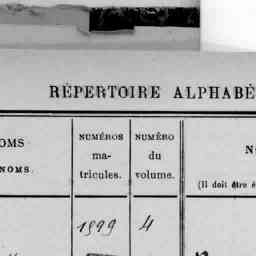 RÉPERTOIRE ALPHABÉ
OMS
NOMS.
NUMÉROS
ma-
tricules.
NUMÉRO
du
volume.
N
(Il doit être é
1899 4